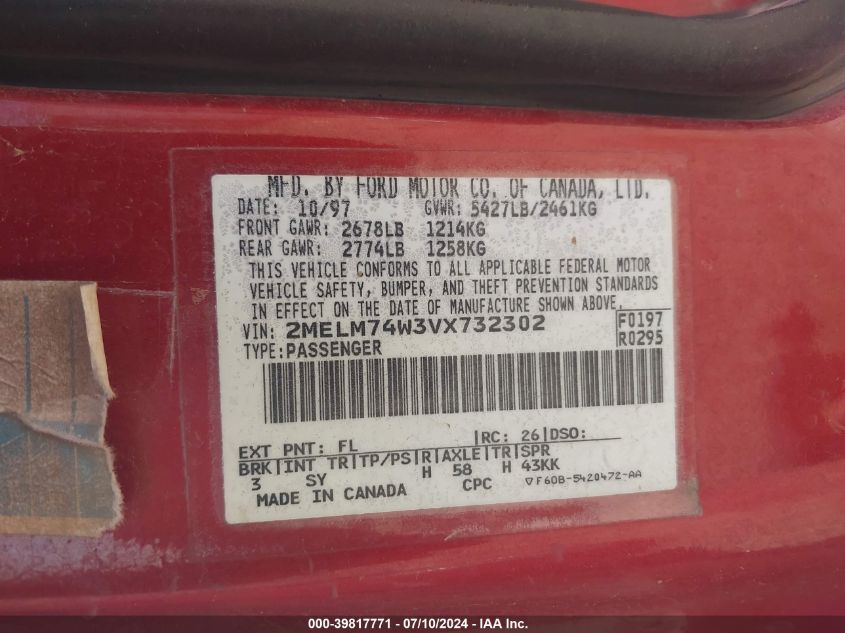 MFD. BY FORD MOTOR CO. OF CANADA, LTD.
DATE: 10/97 GVWR: 5427LB/2461KG
FRONT GAWR: 2678LB 1214KG
REAR GAWR: 2774LB 1258KG
THIS VEHICLE CONFORMS TO ALL APPLICABLE FEDERAL MOTOR
VEHICLE SAFETY, BUMPER, AND THEFT PREVENTION STANDARDS
IN EFFECT ON THE DATE OF MANUFACTURE SHOWN ABOVE.
VIN: 2MELM74W3VX732302 F0197
TYPE: PASSENGER R0295
EXT PNT: FL RC: 26 DSO:
BRK INT TR TP/PS R AXLE TR SPR
3 SY H 58 H 43KK
MADE IN CANADA CPC ▽F60B-5420472-AA
000-39817771 - 07/10/2024 - IAA Inc.